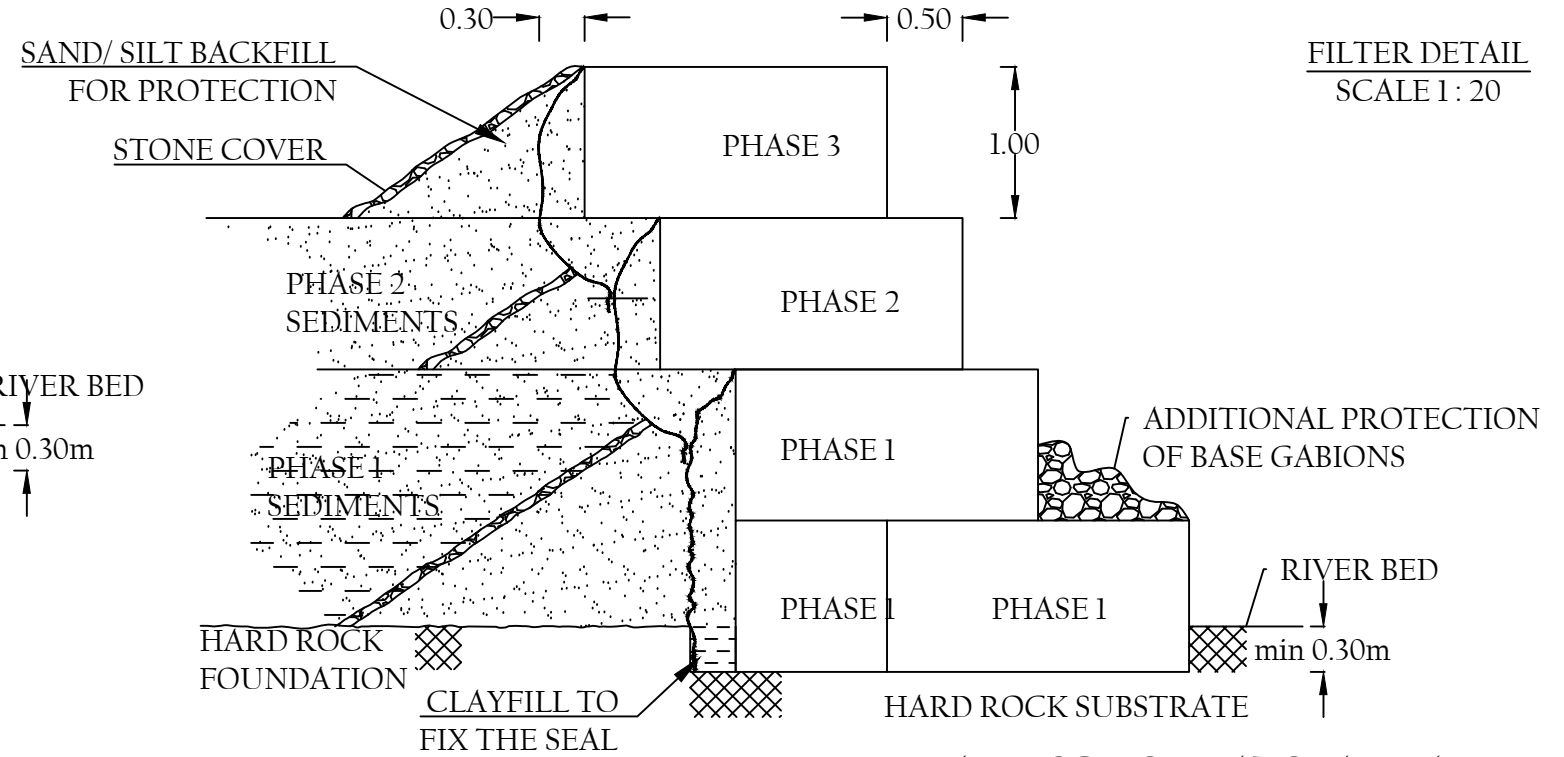 0.30
0.50
SAND/ SILT BACKFILL
FOR PROTECTION
FILTER DETAIL
SCALE 1 : 20
STONE COVER
PHASE 3
1.00
PHASE 2
SEDIMENTS
PHASE 2
RIVER BED
0.30m
ADDITIONAL PROTECTION
OF BASE GABIONS
PHASE 1
PHASE 1
SEDIMENTS
RIVER BED
PHASE 1
PHASE 1
min 0.30m
HARD ROCK
FOUNDATION
CLAYFILL TO
FIX THE SEAL
HARD ROCK SUBSTRATE